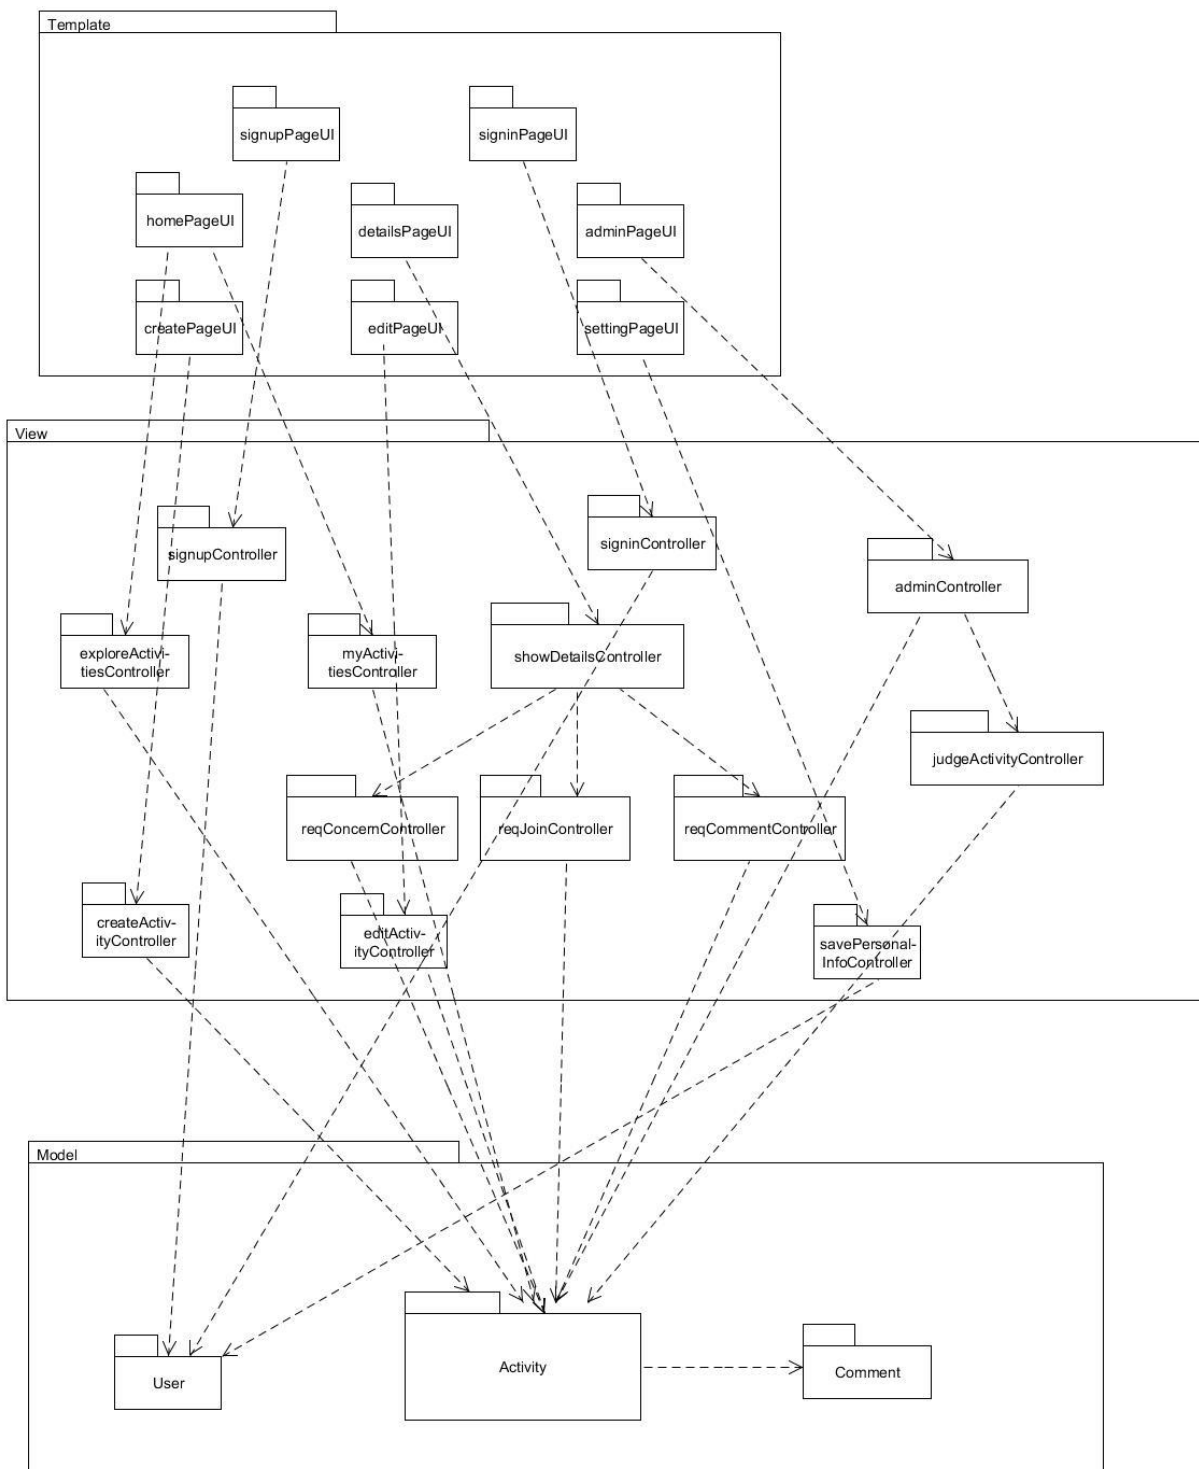 Template
signupPageUI
signinPageUI
homePageUI
detailsPageUI
adminPageUI
createPageUI
editPageUI
settingPageUI
View
signupController
signinController
adminController
exploreActivi-
tiesController
myActivi-
tiesController
showDetailsController
judgeActivityController
reqConcernController
reqJoinController
reqCommentController
createActiv-
ityController
editActiv-
ityController
savePersonal-
InfoController
Model
User
Activity
Comment